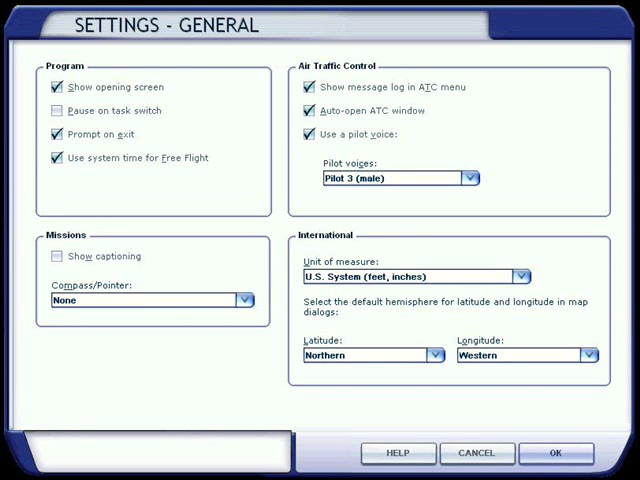 SETTINGS - GENERAL
Program
Show opening screen
Pause on task switch
Prompt on exit
Use system time for Free Flight
Air Traffic Control
Show message log in ATC menu
Auto-open ATC window
Use a pilot voice:
Pilot voices:
Pilot 3 (male)
Missions
Show captioning
Compass/Pointer:
None
International
Unit of measure:
U.S. System (feet, inches)
Select the default hemisphere for latitude and longitude in map
dialogs:
Latitude: Longitude:
Northern Western
HELP CANCEL OK